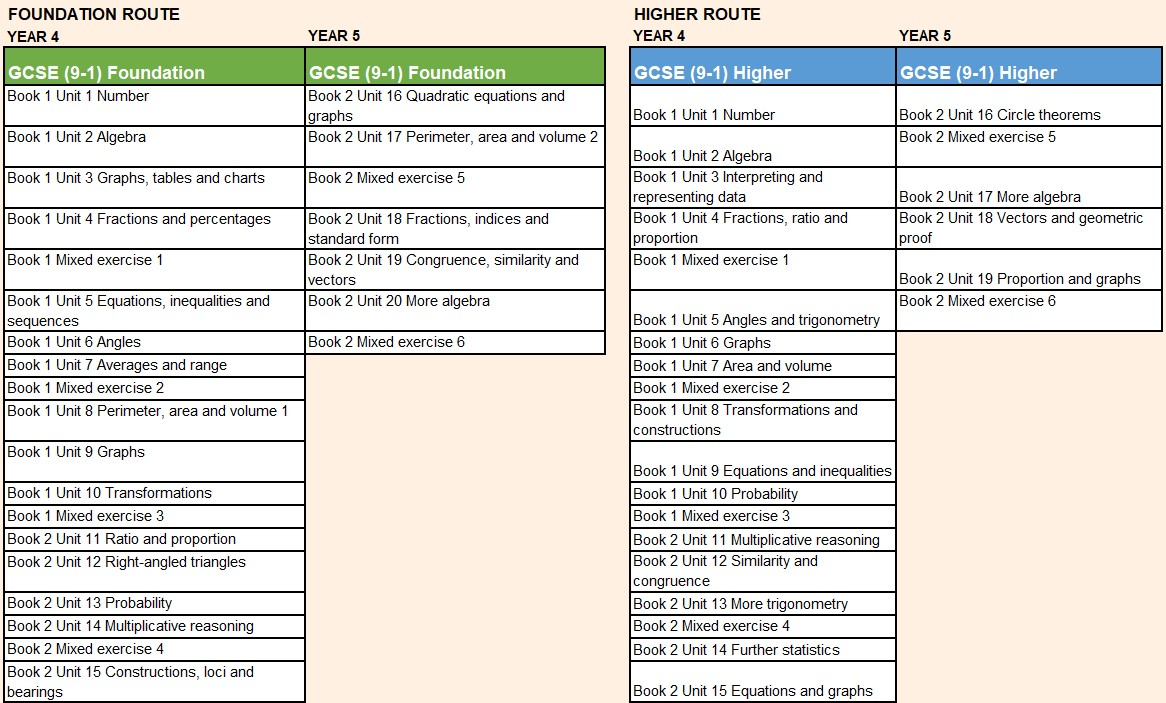 FOUNDATION ROUTE
YEAR 4
GCSE (9-1) Foundation
Book 1 Unit 1 Number
Book 1 Unit 2 Algebra
Book 1 Unit 3 Graphs, tables and charts
Book 1 Unit 4 Fractions and percentages
Book 1 Mixed exercise 1
Book 1 Unit 5 Equations, inequalities and
sequences
Book 1 Unit 6 Angles
Book 1 Unit 7 Averages and range
Book 1 Mixed exercise 2
Book 1 Unit 8 Perimeter, area and volume 1
Book 1 Unit 9 Graphs
Book 1 Unit 10 Transformations
Book 1 Mixed exercise 3
Book 2 Unit 11 Ratio and proportion
Book 2 Unit 12 Right-angled triangles
Book 2 Unit 13 Probability
Book 2 Unit 14 Multiplicative reasoning
Book 2 Mixed exercise 4
Book 2 Unit 15 Constructions, loci and
bearings
YEAR 5
GCSE (9-1) Foundation
Book 2 Unit 16 Quadratic equations and
graphs
Book 2 Unit 17 Perimeter, area and volume 2
Book 2 Mixed exercise 5
Book 2 Unit 18 Fractions, indices and
standard form
Book 2 Unit 19 Congruence, similarity and
vectors
Book 2 Unit 20 More algebra
Book 2 Mixed exercise 6
HIGHER ROUTE
YEAR 4
GCSE (9-1) Higher
Book 1 Unit 1 Number
Book 1 Unit 2 Algebra
Book 1 Unit 3 Interpreting and
representing data
Book 1 Unit 4 Fractions, ratio and
proportion
Book 1 Mixed exercise 1
Book 1 Unit 5 Angles and trigonometry
Book 1 Unit 6 Graphs
Book 1 Unit 7 Area and volume
Book 1 Mixed exercise 2
Book 1 Unit 8 Transformations and
constructions
Book 1 Unit 9 Equations and inequalities
Book 1 Unit 10 Probability
Book 1 Mixed exercise 3
Book 2 Unit 11 Multiplicative reasoning
Book 2 Unit 12 Similarity and
congruence
Book 2 Unit 13 More trigonometry
Book 2 Mixed exercise 4
Book 2 Unit 14 Further statistics
Book 2 Unit 15 Equations and graphs
YEAR 5
GCSE (9-1) Higher
Book 2 Unit 16 Circle theorems
Book 2 Mixed exercise 5
Book 2 Unit 17 More algebra
Book 2 Unit 18 Vectors and geometric
proof
Book 2 Unit 19 Proportion and graphs
Book 2 Mixed exercise 6